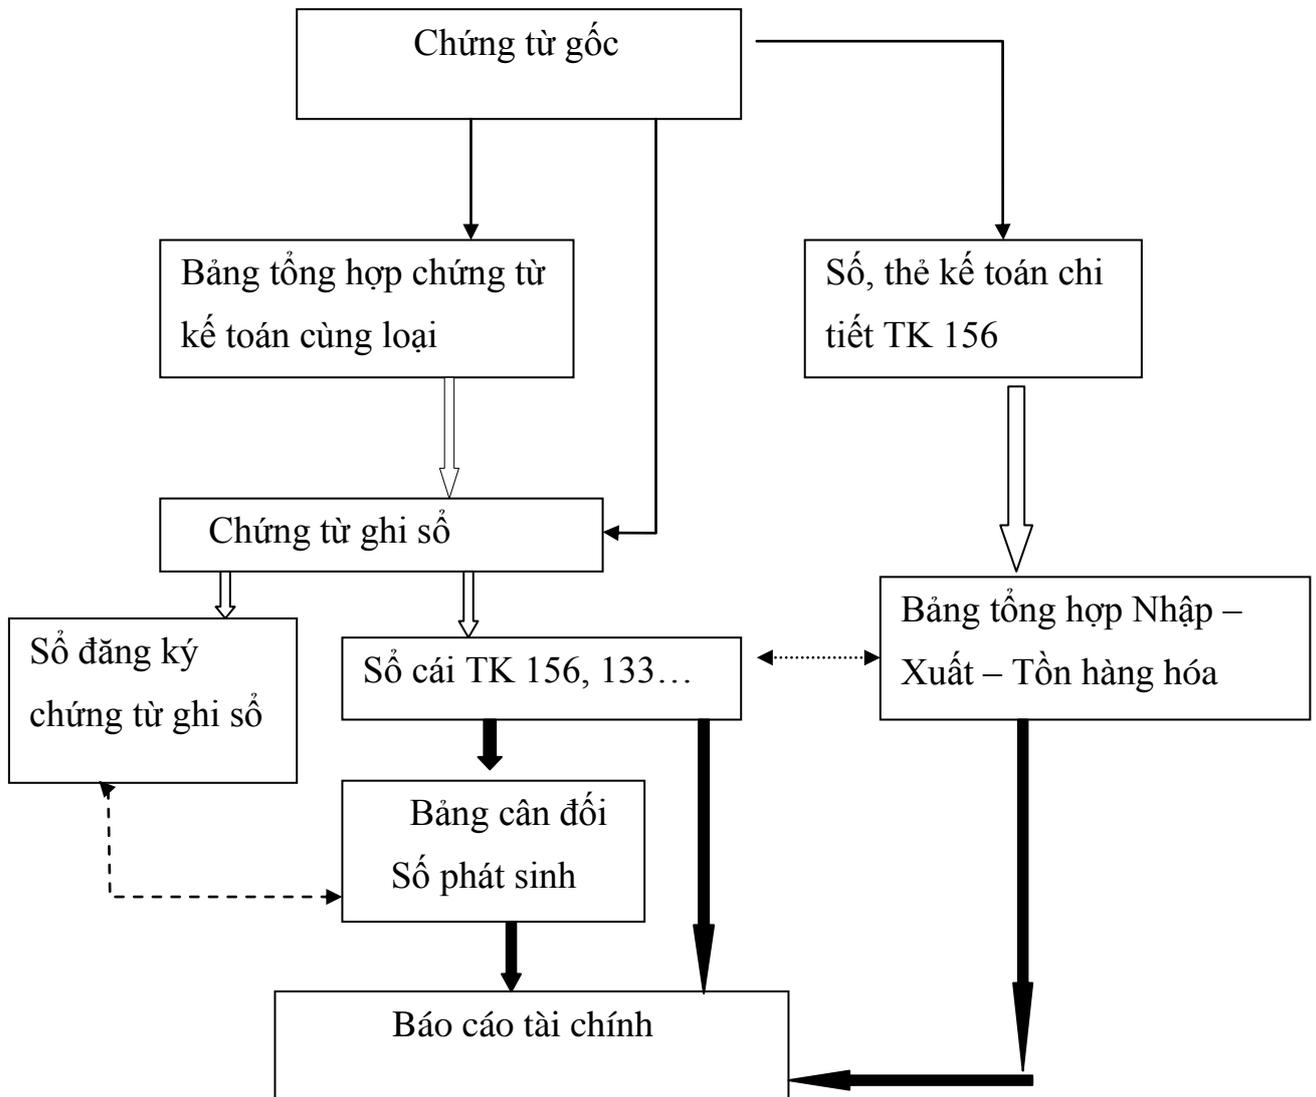 Chứng từ gốc
Bảng tổng hợp chứng từ
kế toán cùng loại
Số, thẻ kế toán chi
tiết TK 156
Chứng từ ghi sổ
Sổ đăng ký
chứng từ ghi sổ
Sổ cái TK 156, 133…
Bảng tổng hợp Nhập –
Xuất – Tồn hàng hóa
Bảng cân đối
Số phát sinh
Báo cáo tài chính